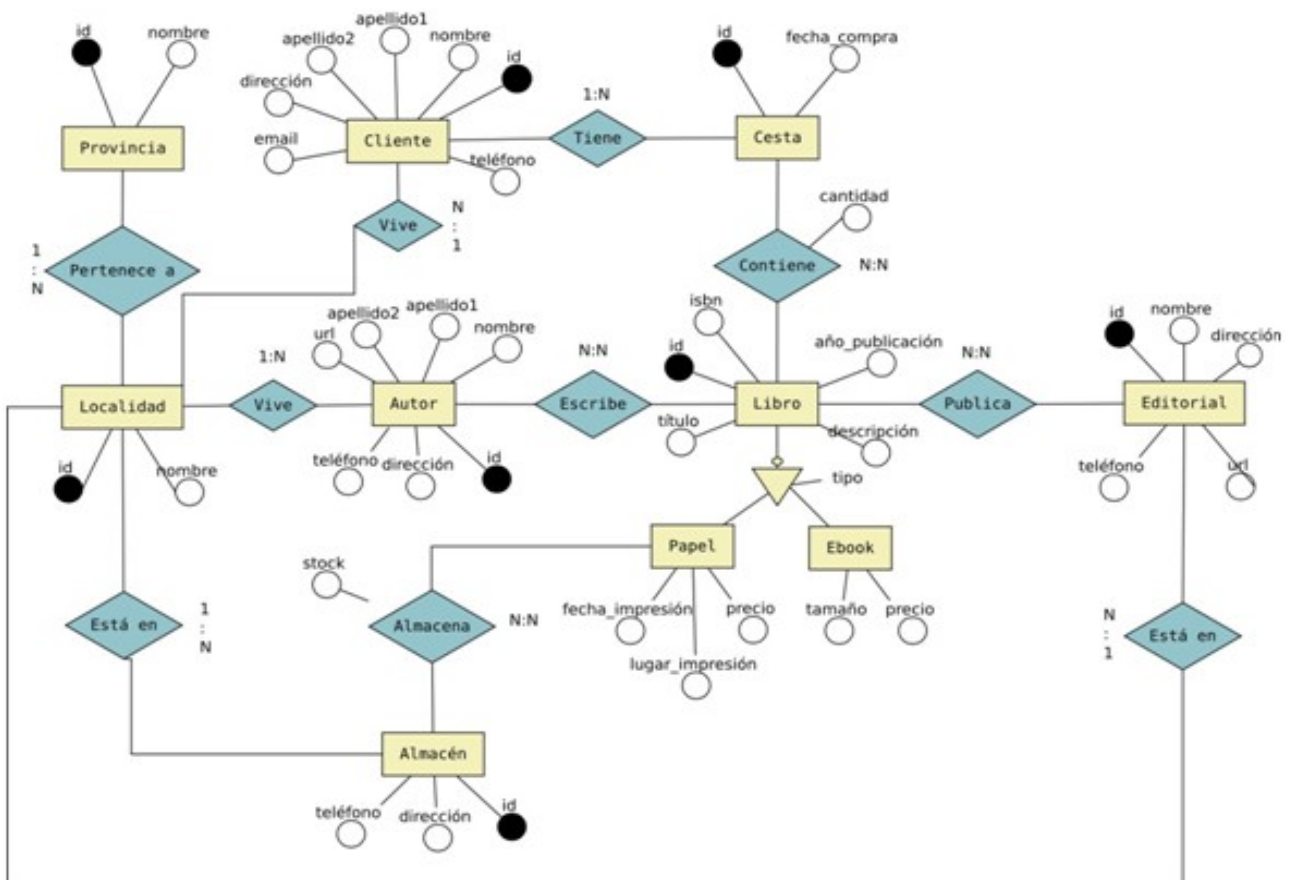 apellido1
id
nombre
apellido2
nombre
id
fecha_compra
dirección
id
1:N
Provincia
email
Cliente
Tiene
Cesta
teléfono
cantidad
Vive
N
:
1
1
:
N
Pertenece a
Contiene
N:N
isbn
apellido2
apellido1
nombre
url
id
nombre
dirección
1:N
N:N
id
año_publicación
N:N
Localidad
Vive
Autor
Escribe
Libro
Publica
Editorial
título
descripción
id
nombre
teléfono
dirección
id
teléfono
url
tipo
Papel
Ebook
stock
fecha_impresión
precio
tamaño
precio
Está en
1
:
N
Almacena
N:N
N
:
1
Está en
lugar_impresión
Almacén
teléfono
dirección
id